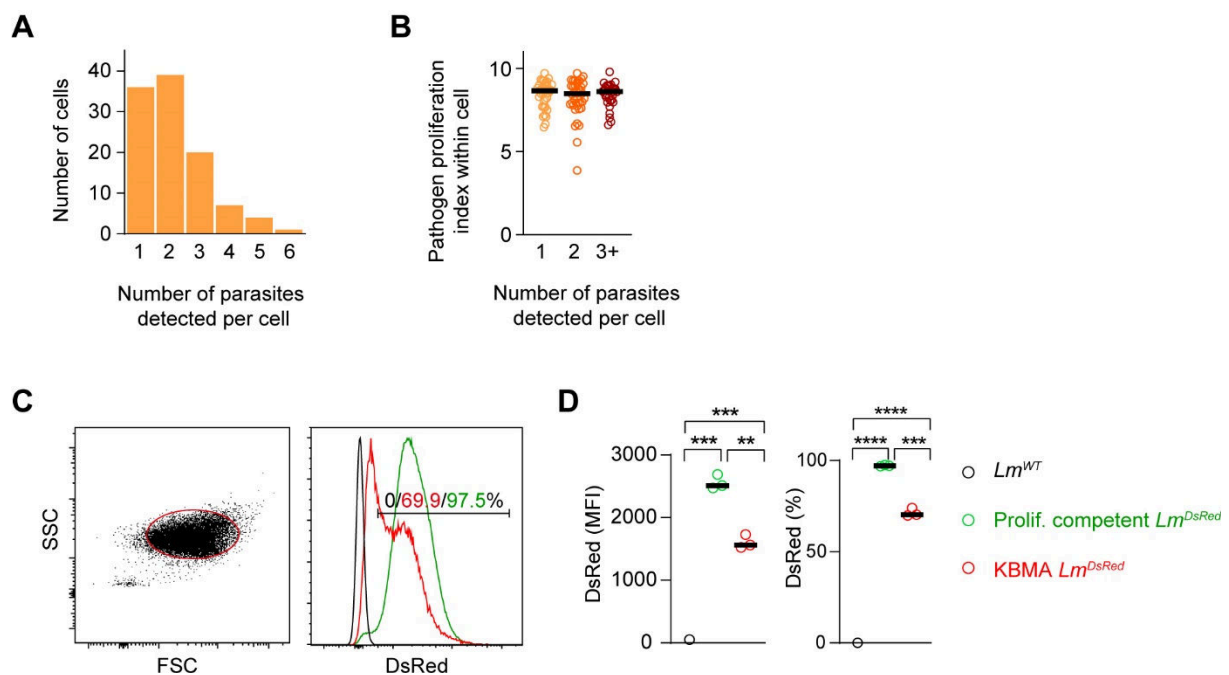 A
Number of cells
40
30
20
10
0
1 2 3 4 5 6
Number of parasites
detected per cell
B
Pathogen proliferation
index within cell
10
5
0
1 2 3+
Number of parasites
detected per cell
C
SSC
FSC
0/69.9/97.5%
DsRed
D
DsRed (MFI)
3000
2000
1000
0
***
*** **
DsRed (%)
100
50
0
****
**** ***
Lm^WT
Prolif. competent Lm^DsRed
KBMA Lm^DsRed